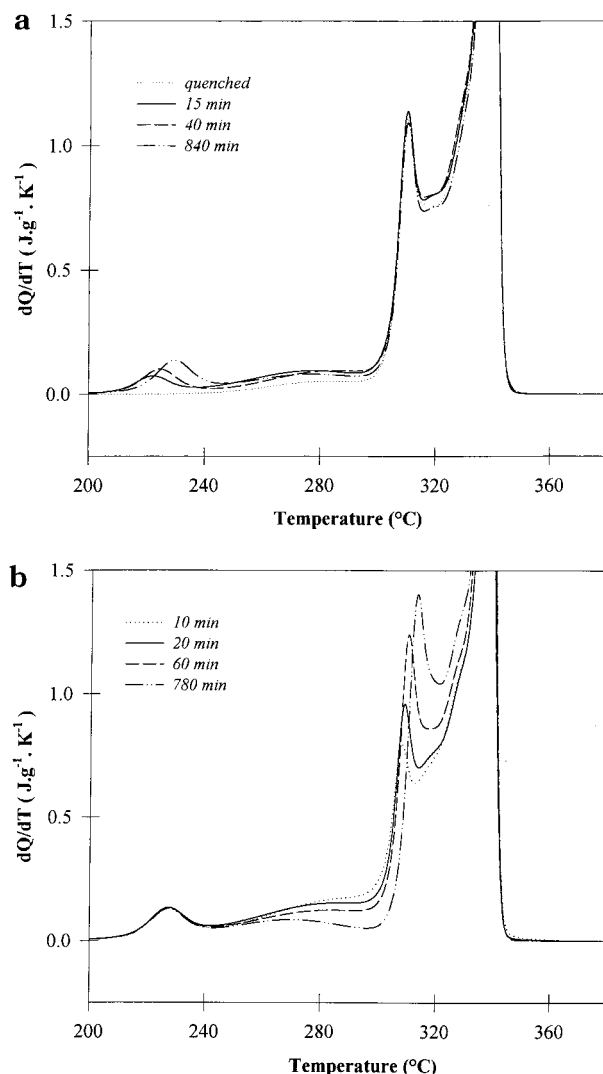 a
1.5
1.0
0.5
0.0
dQ/dT ( J.g⁻¹ . K⁻¹ )
quenched
15 min
40 min
840 min
200 240 280 320 360
Temperature (°C)
b
1.5
1.0
0.5
0.0
dQ/dT ( J.g⁻¹ . K⁻¹ )
10 min
20 min
60 min
780 min
200 240 280 320 360
Temperature (°C)